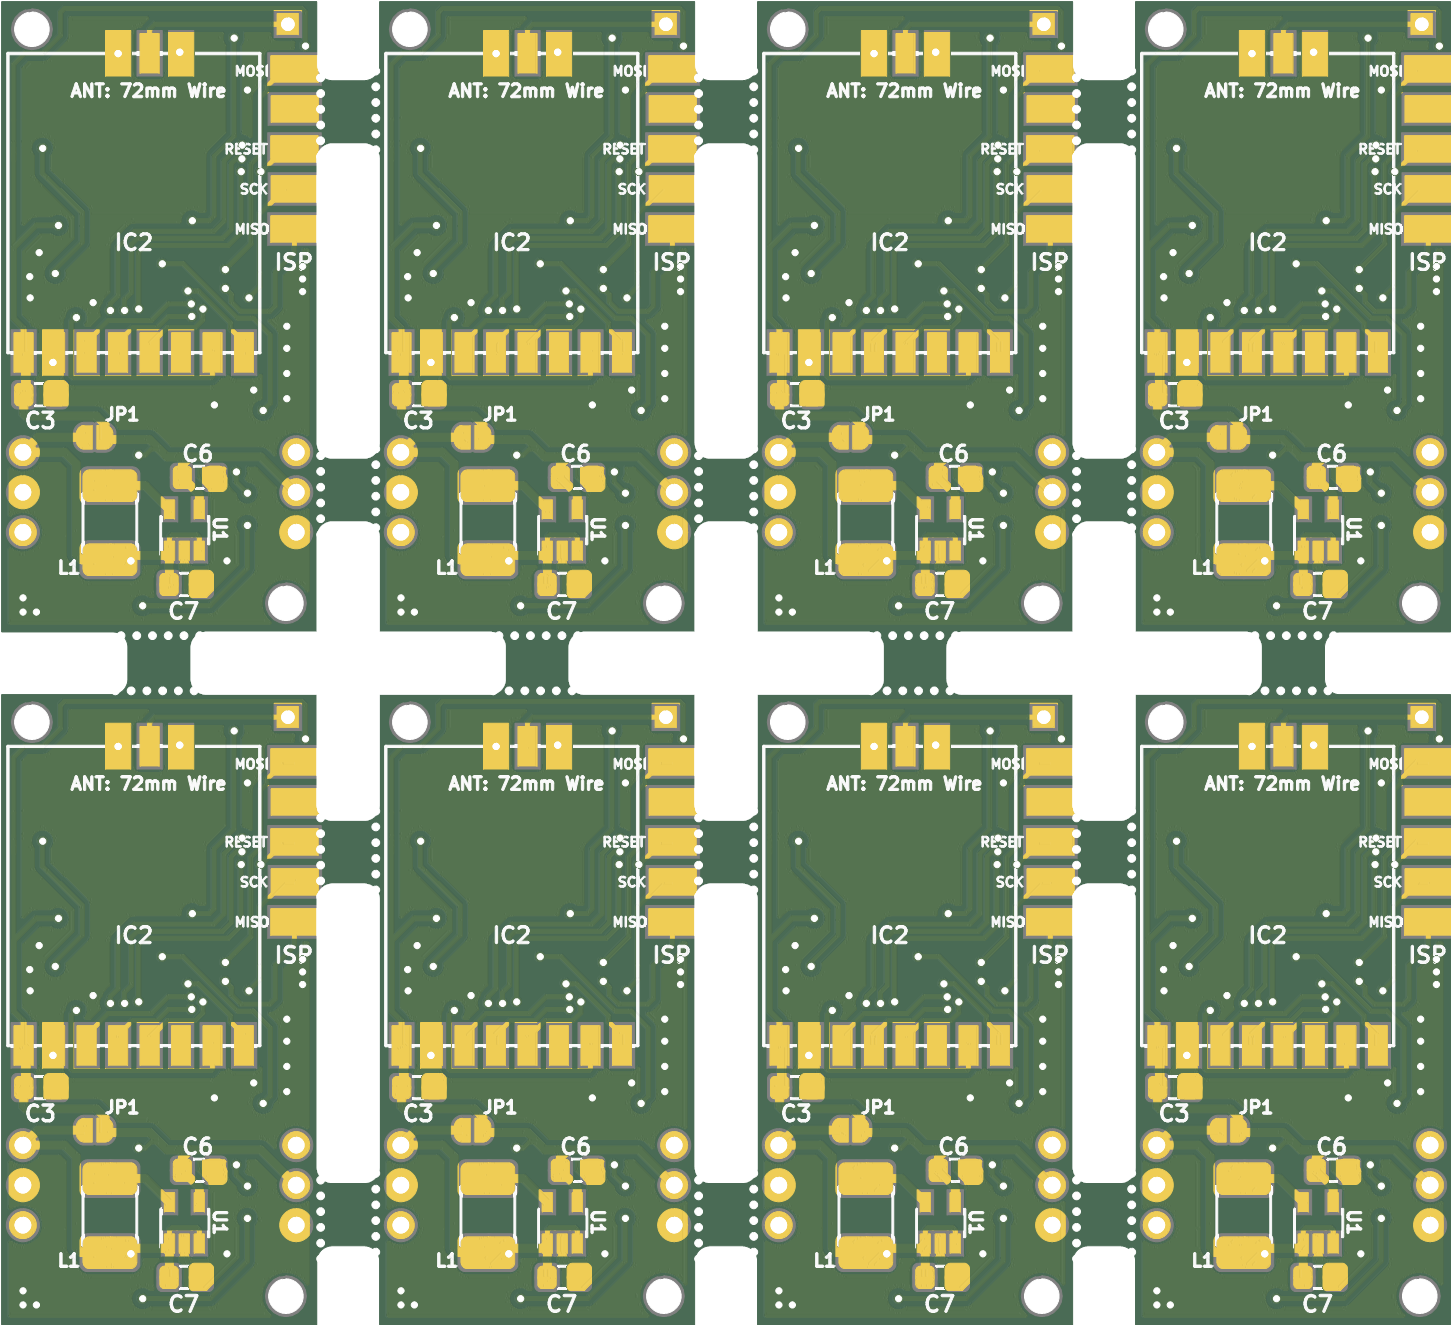 MOSI MOSI MOSI MOSI
ANT: 72mm Wire ANT: 72mm Wire ANT: 72mm Wire ANT: 72mm Wire
RESET RESET RESET RESET
SCK SCK SCK SCK
MISO MISO MISO MISO
IC2 IC2 IC2 IC2
ISP ISP ISP ISP
JP1 JP1 JP1 JP1
C3 C3 C3 C3
C6 C6 C6 C6
U1 U1 U1 U1
L1 L1 L1 L1
C7 C7 C7 C7
MOSI MOSI MOSI MOSI
ANT: 72mm Wire ANT: 72mm Wire ANT: 72mm Wire ANT: 72mm Wire
RESET RESET RESET RESET
SCK SCK SCK SCK
MISO MISO MISO MISO
IC2 IC2 IC2 IC2
ISP ISP ISP ISP
JP1 JP1 JP1 JP1
C3 C3 C3 C3
C6 C6 C6 C6
U1 U1 U1 U1
L1 L1 L1 L1
C7 C7 C7 C7